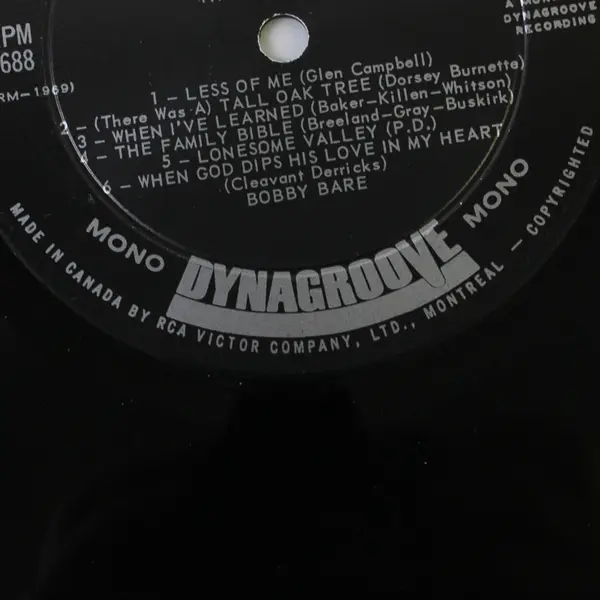 RPM
688
RM-1969)
A MONO
DYNAGROOVE
RECORDING
1 - LESS OF ME (Glen Campbell)
2 - (There Was A) TALL OAK TREE (Dorsey Burnette)
3 - WHEN I'VE LEARNED (Baker-Killen-Whitson)
4 - THE FAMILY BIBLE (Breeland-Gray-Buskirk)
5 - LONESOME VALLEY (P.D.)
6 - WHEN GOD DIPS HIS LOVE IN MY HEART
(Cleavant Derricks)
BOBBY BARE
MONO DYNAGROOVE MONO
MADE IN CANADA BY RCA VICTOR COMPANY, LTD., MONTREAL - COPYRIGHTED